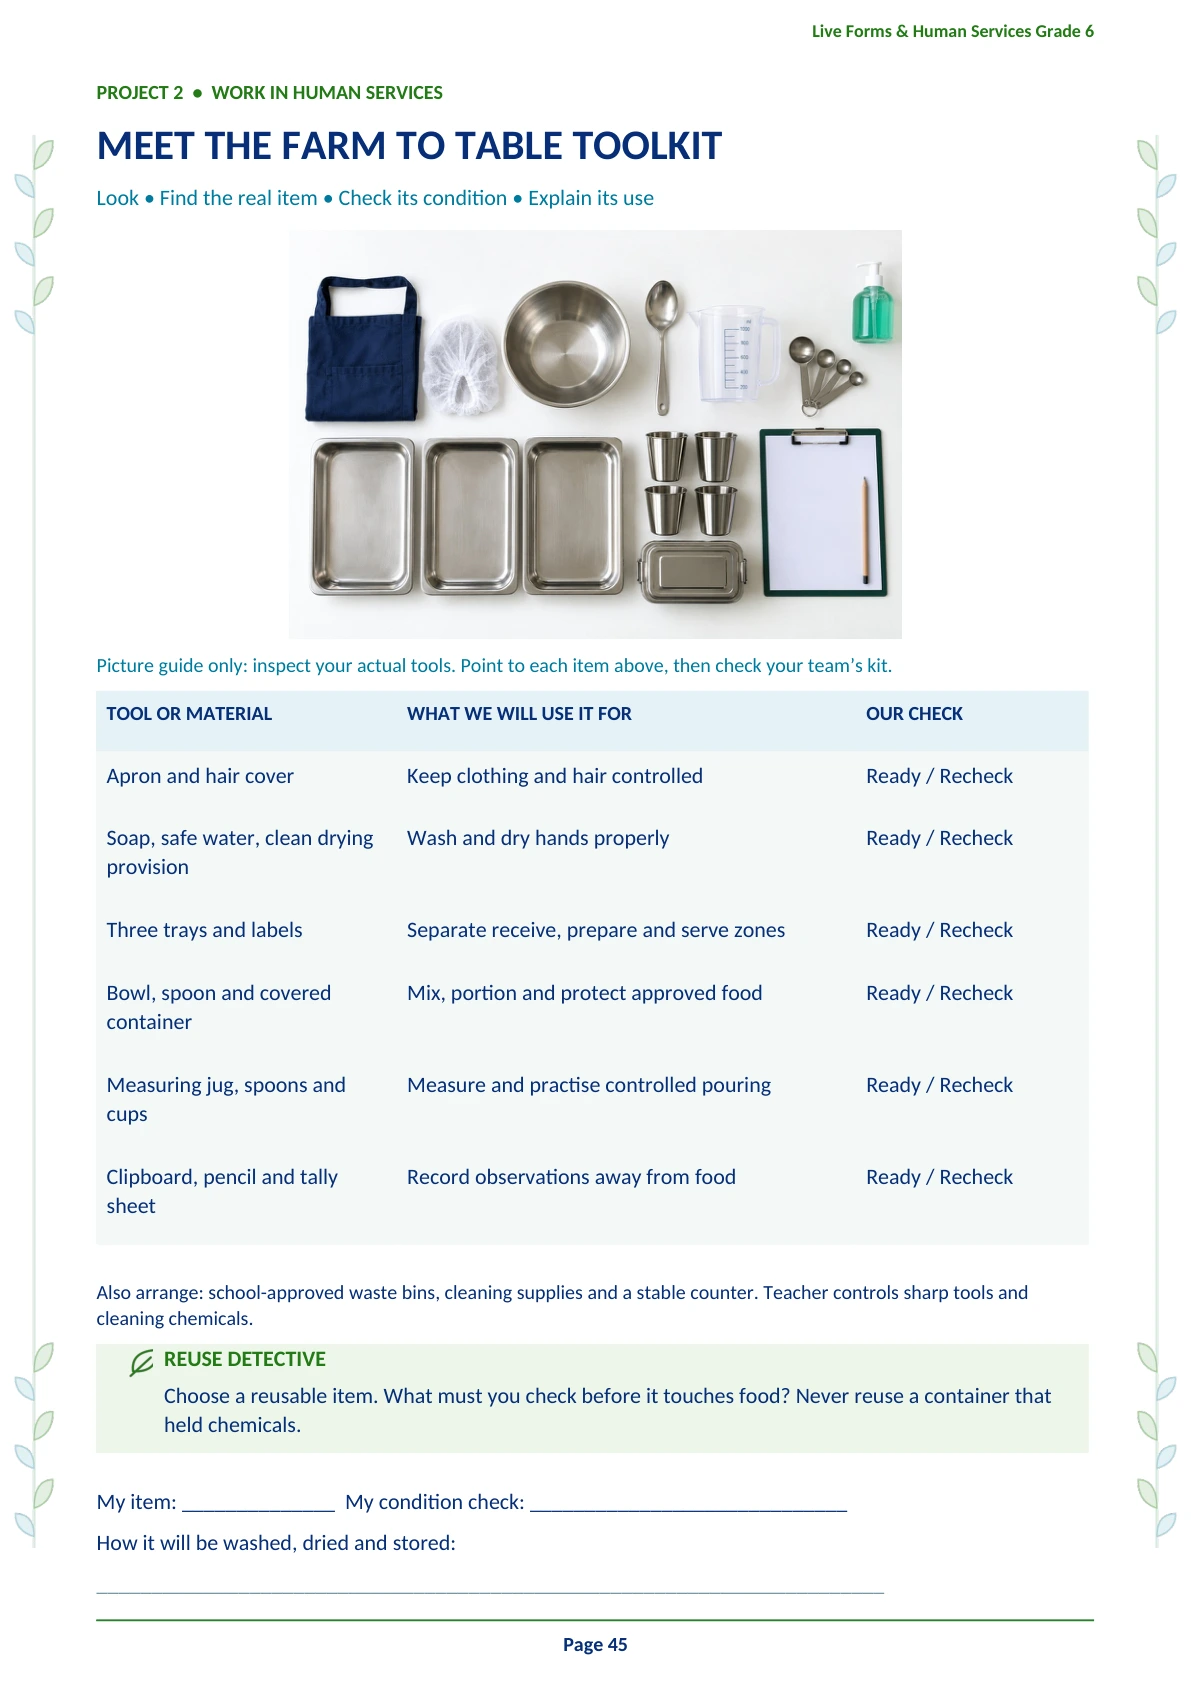 Live Forms & Human Services Grade 6
PROJECT 2 ● WORK IN HUMAN SERVICES
MEET THE FARM TO TABLE TOOLKIT
Look • Find the real item • Check its condition • Explain its use
Picture guide only: inspect your actual tools. Point to each item above, then check your team’s kit.
TOOL OR MATERIAL WHAT WE WILL USE IT FOR OUR CHECK
Apron and hair cover Keep clothing and hair controlled Ready / Recheck
Soap, safe water, clean drying Wash and dry hands properly Ready / Recheck
provision
Three trays and labels Separate receive, prepare and serve zones Ready / Recheck
Bowl, spoon and covered Mix, portion and protect approved food Ready / Recheck
container
Measuring jug, spoons and Measure and practise controlled pouring Ready / Recheck
cups
Clipboard, pencil and tally Record observations away from food Ready / Recheck
sheet
Also arrange: school-approved waste bins, cleaning supplies and a stable counter. Teacher controls sharp tools and
cleaning chemicals.
REUSE DETECTIVE
Choose a reusable item. What must you check before it touches food? Never reuse a container that
held chemicals.
My item: ______________ My condition check: _____________________________
How it will be washed, dried and stored:
________________________________________________________________________
Page 45